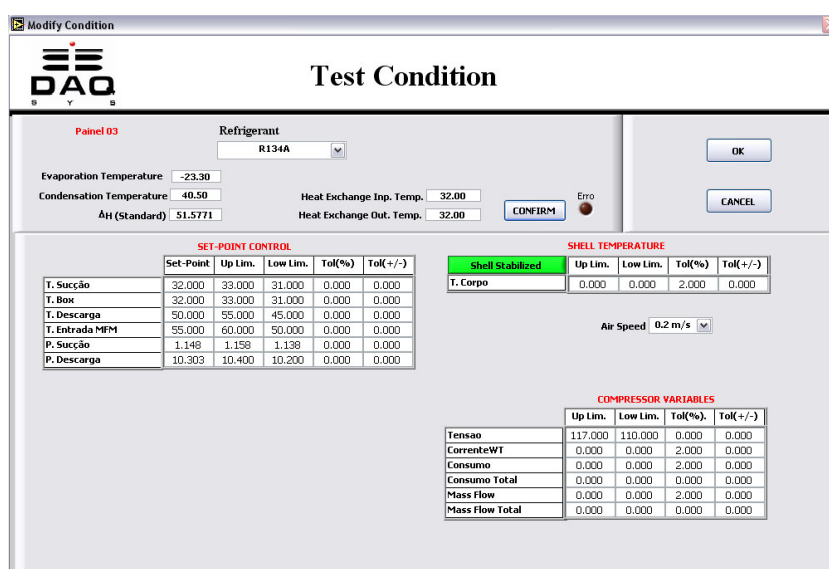 Modify Condition
DAQ
S Y S
Test Condition
Painel 03
Refrigerant
R134A
OK
Evaporation Temperature -23.30
Condensation Temperature 40.50 Heat Exchange Inp. Temp. 32.00 Erro CANCEL
ΔH (Standard) 51.5771 Heat Exchange Out. Temp. 32.00 CONFIRM
SET-POINT CONTROL
Set-Point Up Lim. Low Lim. Tol(%) Tol(+/-)
T. Sucção 32.000 33.000 31.000 0.000 0.000
T. Box 32.000 33.000 31.000 0.000 0.000
T. Descarga 50.000 55.000 45.000 0.000 0.000
T. Entrada MFM 55.000 60.000 50.000 0.000 0.000
P. Sucção 1.148 1.158 1.138 0.000 0.000
P. Descarga 10.303 10.400 10.200 0.000 0.000
SHELL TEMPERATURE
Shell Stabilized Up Lim. Low Lim. Tol(%) Tol(+/-)
T. Corpo 0.000 0.000 2.000 0.000
Air Speed 0.2 m/s
COMPRESSOR VARIABLES
Up Lim. Low Lim. Tol(%). Tol(+/-)
Tensao 117.000 110.000 0.000 0.000
CorrenteWT 0.000 0.000 2.000 0.000
Consumo 0.000 0.000 2.000 0.000
Consumo Total 0.000 0.000 0.000 0.000
Mass Flow 0.000 0.000 2.000 0.000
Mass Flow Total 0.000 0.000 0.000 0.000